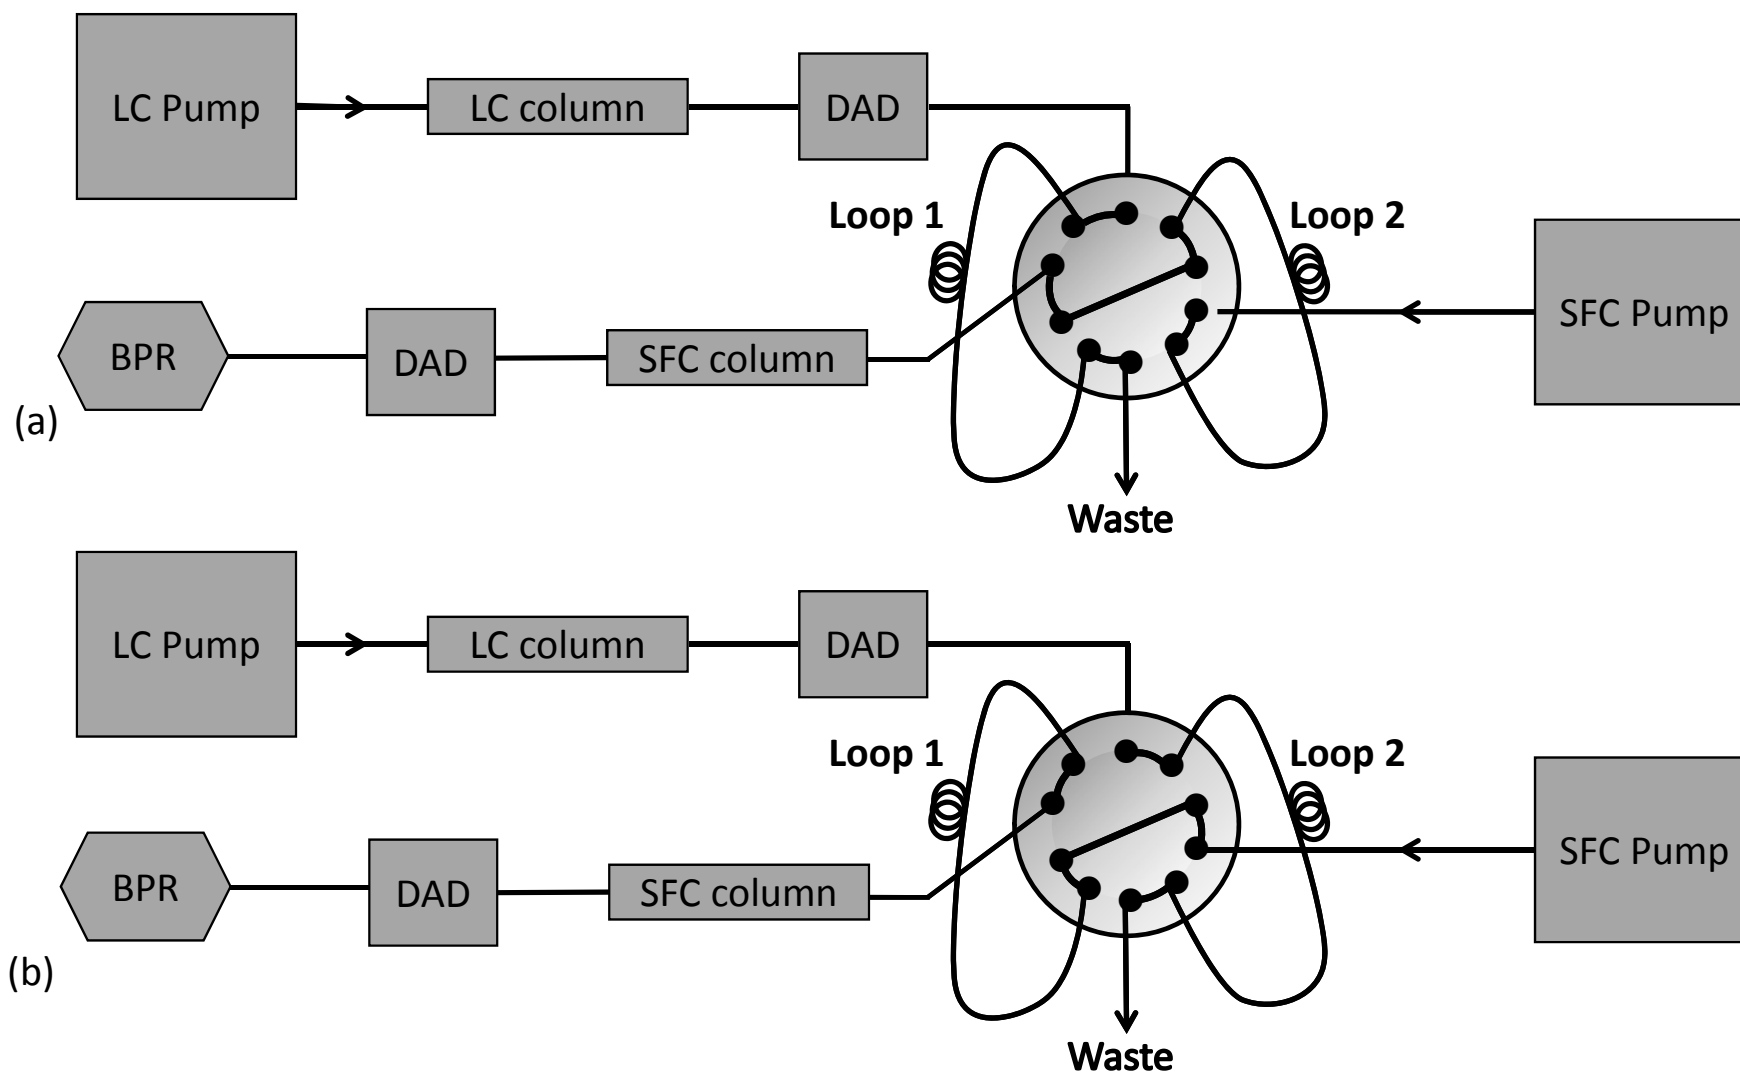 LC Pump
LC column
DAD
Loop 1
Loop 2
SFC Pump
BPR
DAD
SFC column
(a)
Waste
LC Pump
LC column
DAD
Loop 1
Loop 2
SFC Pump
BPR
DAD
SFC column
(b)
Waste